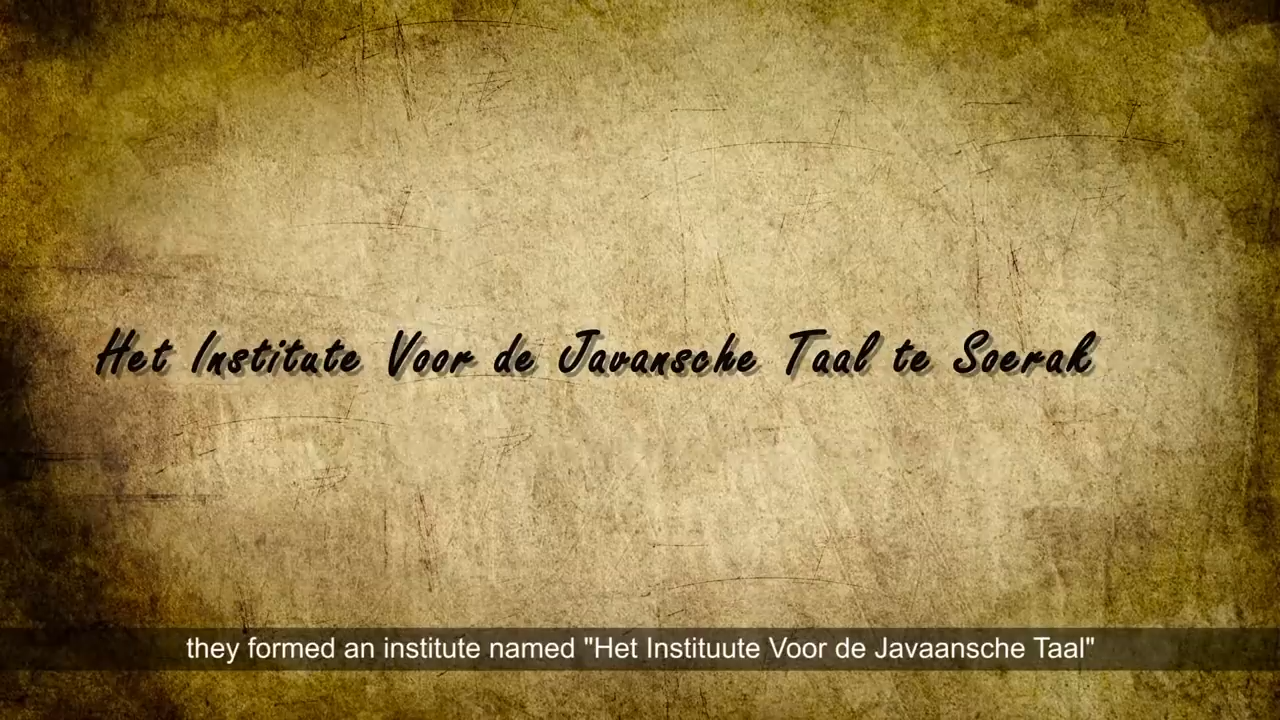 Het Institute Voor de Javansche Taal te Soerak
they formed an institute named "Het Instituute Voor de Javaansche Taal"